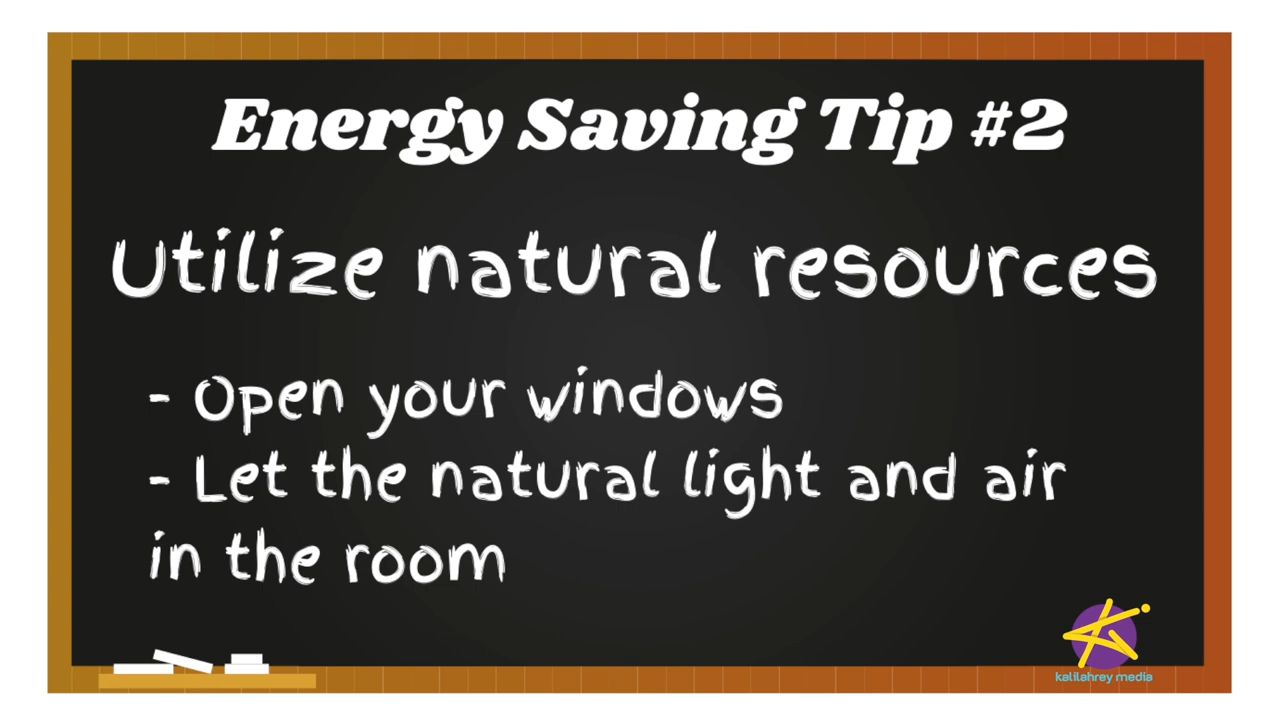 Energy Saving Tip #2
Utilize natural resources
- Open your windows
- Let the natural light and air
in the room
kalilahrey media